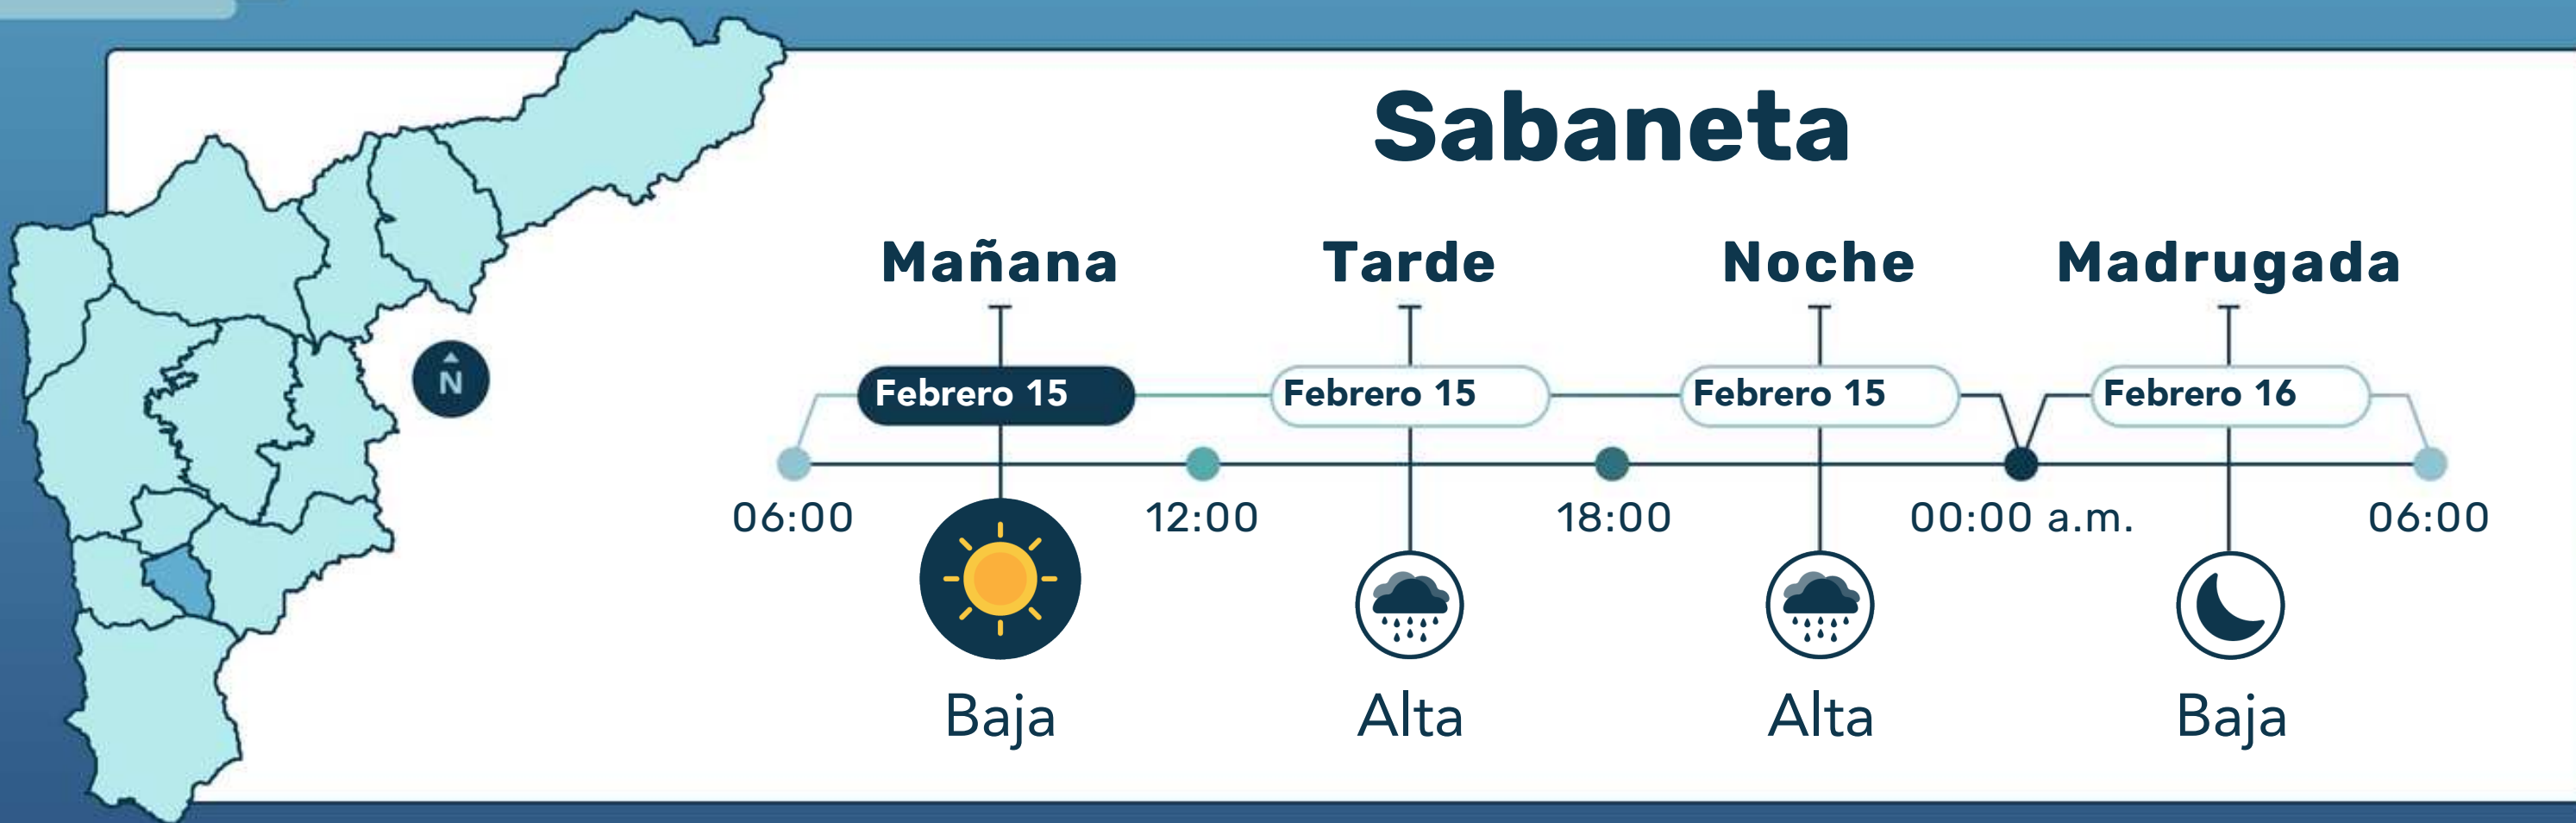 Sabaneta
Mañana Tarde Noche Madrugada
N
Febrero 15 Febrero 15 Febrero 15 Febrero 16
06:00 12:00 18:00 00:00 a.m. 06:00
Baja Alta Alta Baja